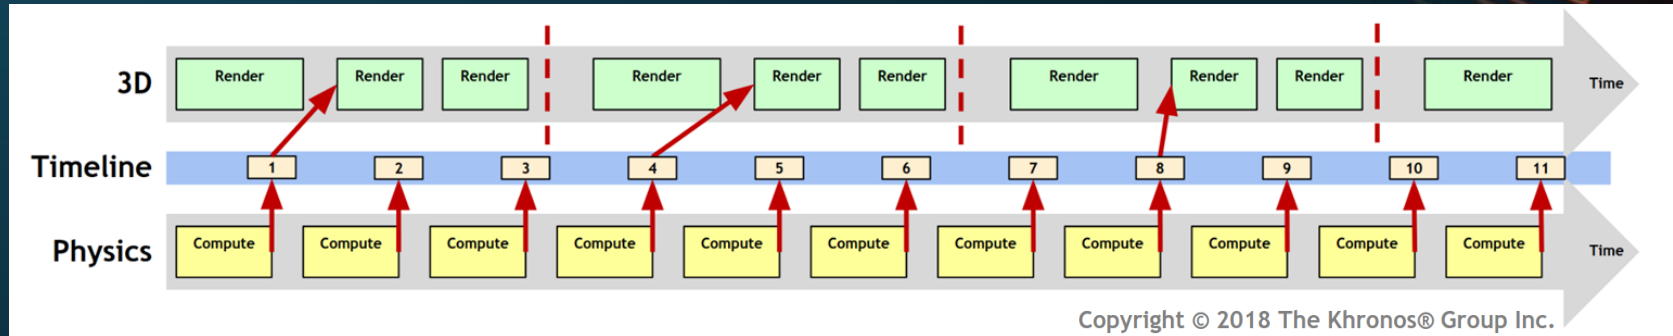 3D Render Render Render Render Render Render Render Render Render Render Time
Timeline 1 2 3 4 5 6 7 8 9 10 11
Physics Compute Compute Compute Compute Compute Compute Compute Compute Compute Compute Compute Time
Copyright © 2018 The Khronos® Group Inc.